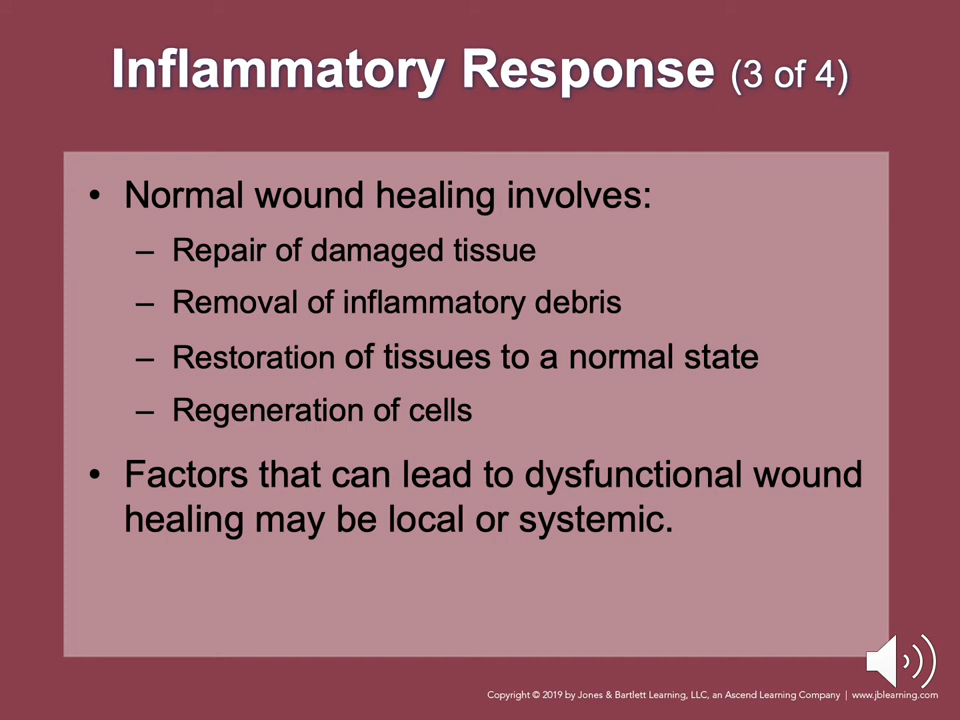 Inflammatory Response (3 of 4)
• Normal wound healing involves:
– Repair of damaged tissue
– Removal of inflammatory debris
– Restoration of tissues to a normal state
– Regeneration of cells
• Factors that can lead to dysfunctional wound
healing may be local or systemic.
Copyright © 2019 by Jones & Bartlett Learning, LLC, an Ascend Learning Company | www.jblearning.com